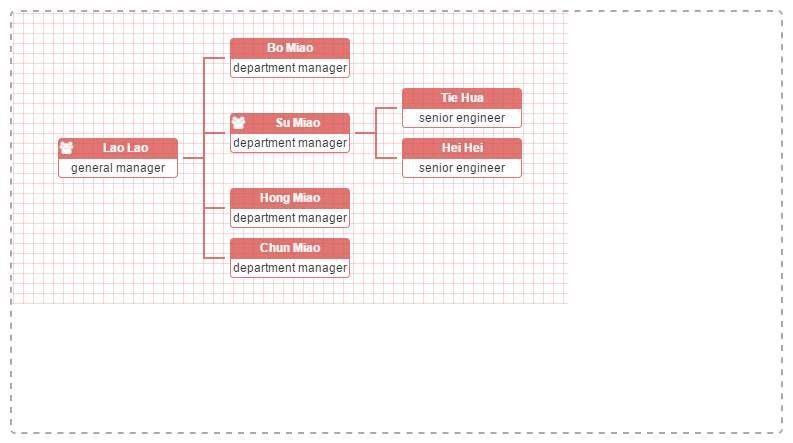 Lao Lao
general manager
Bo Miao
department manager
Su Miao
department manager
Tie Hua
senior engineer
Hei Hei
senior engineer
Hong Miao
department manager
Chun Miao
department manager